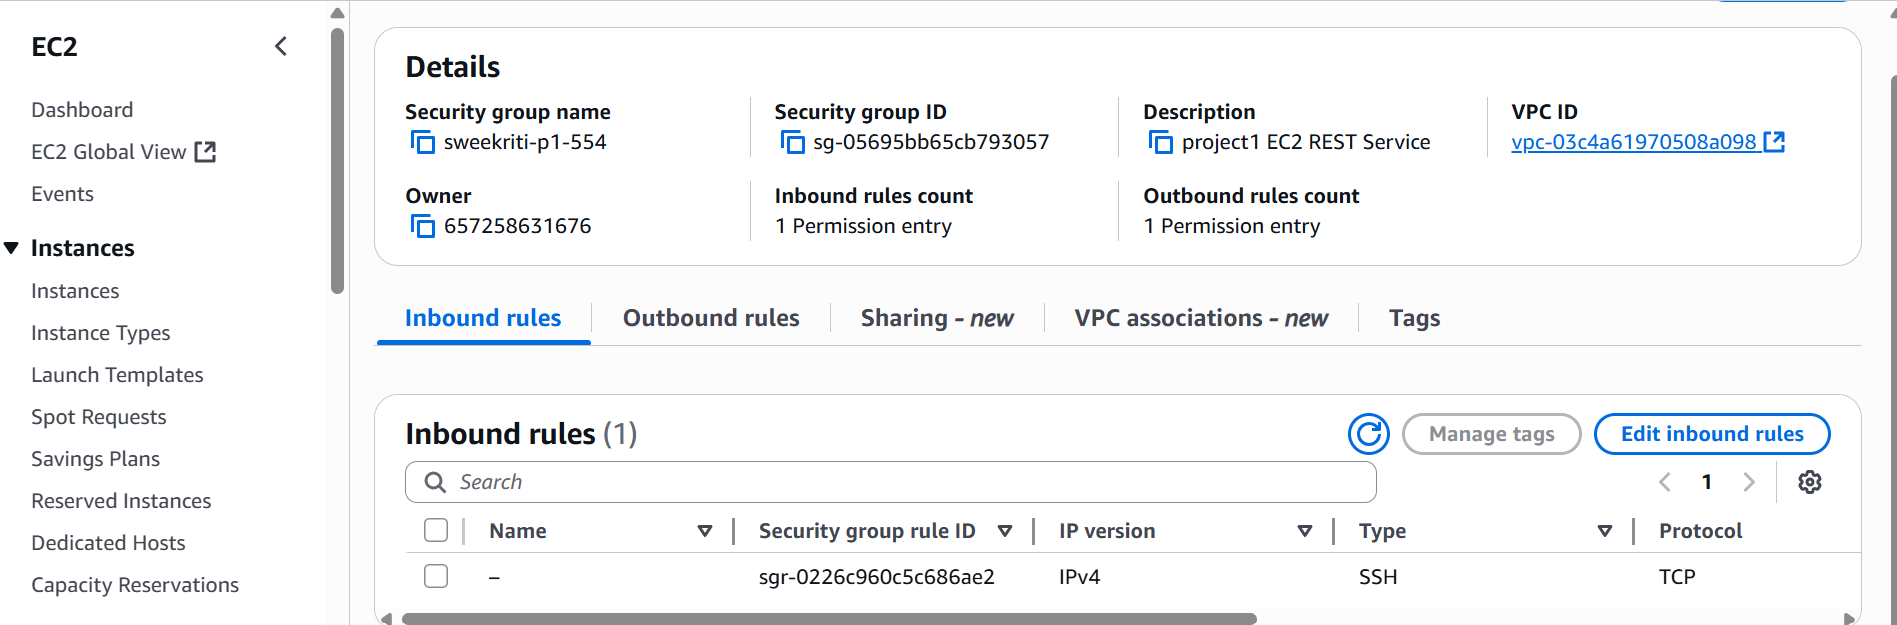 EC2
Dashboard
EC2 Global View
Events
Instances
Instances
Instance Types
Launch Templates
Spot Requests
Savings Plans
Reserved Instances
Dedicated Hosts
Capacity Reservations
Details
Security group name
sweekriti-p1-554
Security group ID
sg-05695bb65cb793057
Description
project1 EC2 REST Service
VPC ID
vpc-03c4a61970508a098
Owner
657258631676
Inbound rules count
1 Permission entry
Outbound rules count
1 Permission entry
Inbound rules
Outbound rules
Sharing - new
VPC associations - new
Tags
Inbound rules (1)
Manage tags
Edit inbound rules
Search
1
Name Security group rule ID IP version Type Protocol
– sgr-0226c960c5c686ae2 IPv4 SSH TCP